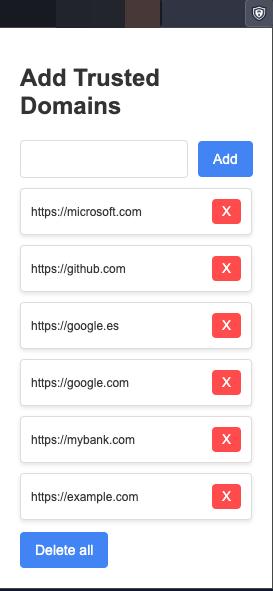 Add Trusted
Domains
Add
https://microsoft.com
X
https://github.com
X
https://google.es
X
https://google.com
X
https://mybank.com
X
https://example.com
X
Delete all